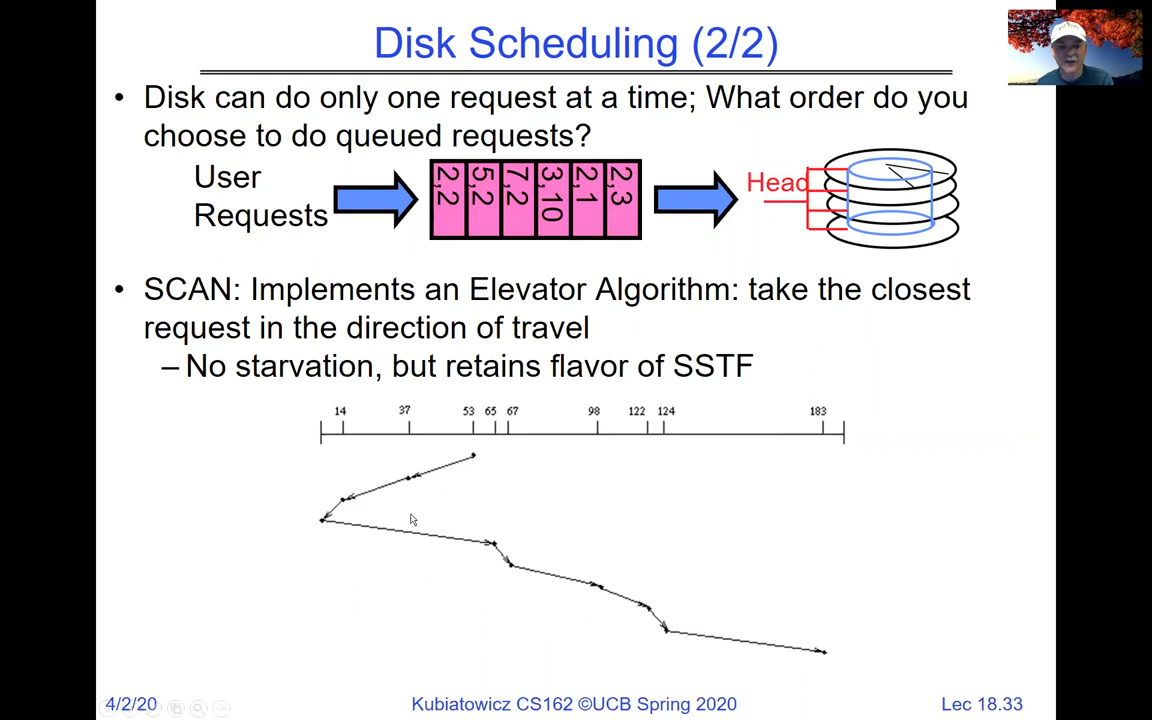 Disk Scheduling (2/2)
• Disk can do only one request at a time; What order do you
choose to do queued requests?
User
Requests
2,2
5,2
7,2
3,10
2,1
2,3
Head
• SCAN: Implements an Elevator Algorithm: take the closest
request in the direction of travel
– No starvation, but retains flavor of SSTF
14 37 53 65 67 98 122 124 183
4/2/20 Kubiatowicz CS162 ©UCB Spring 2020 Lec 18.33